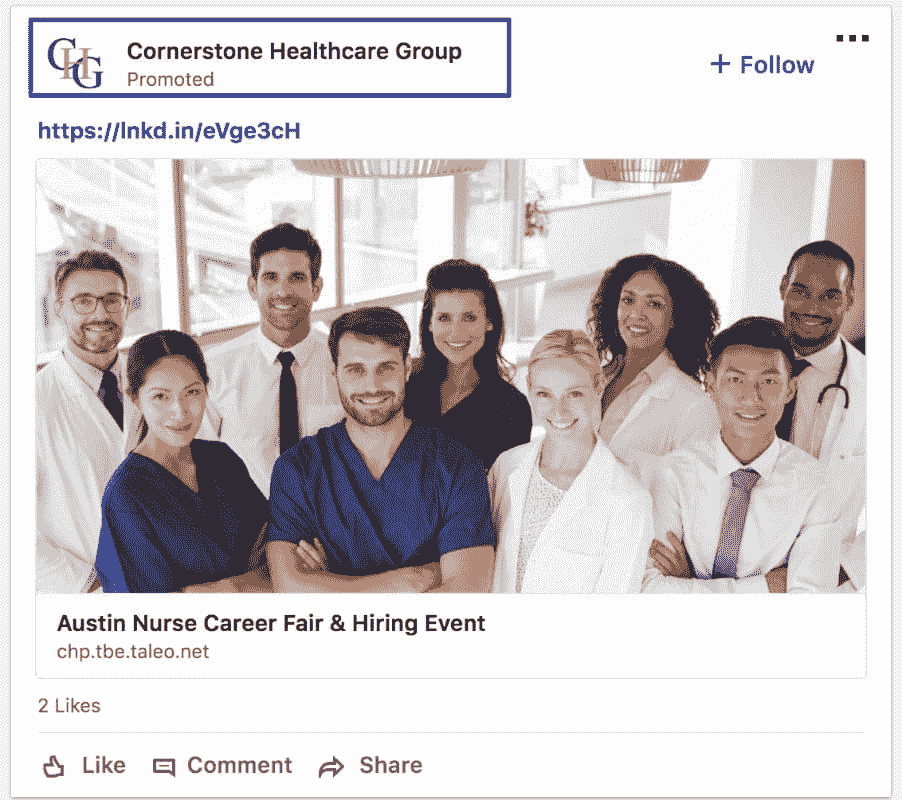 CHG
Cornerstone Healthcare Group
Promoted
+ Follow
https://lnkd.in/eVge3cH
Austin Nurse Career Fair & Hiring Event
chp.tbe.taleo.net
2 Likes
Like Comment Share